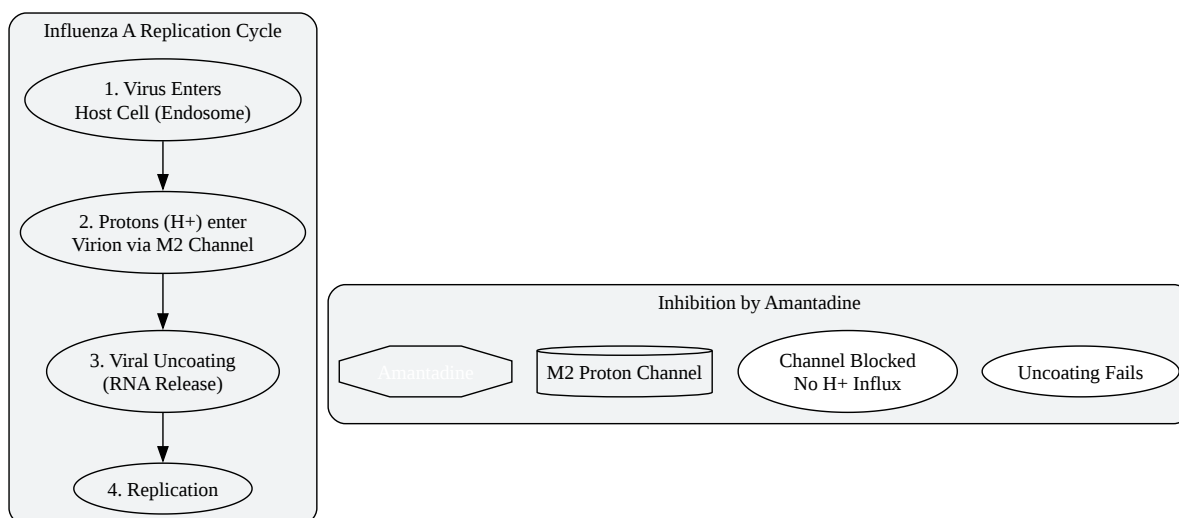 Influenza A Replication Cycle
1. Virus Enters
Host Cell (Endosome)
2. Protons (H+) enter
Virion via M2 Channel
3. Viral Uncoating
(RNA Release)
4. Replication
Inhibition by Amantadine
Amantadine
M2 Proton Channel
Channel Blocked
No H+ Influx
Uncoating Fails